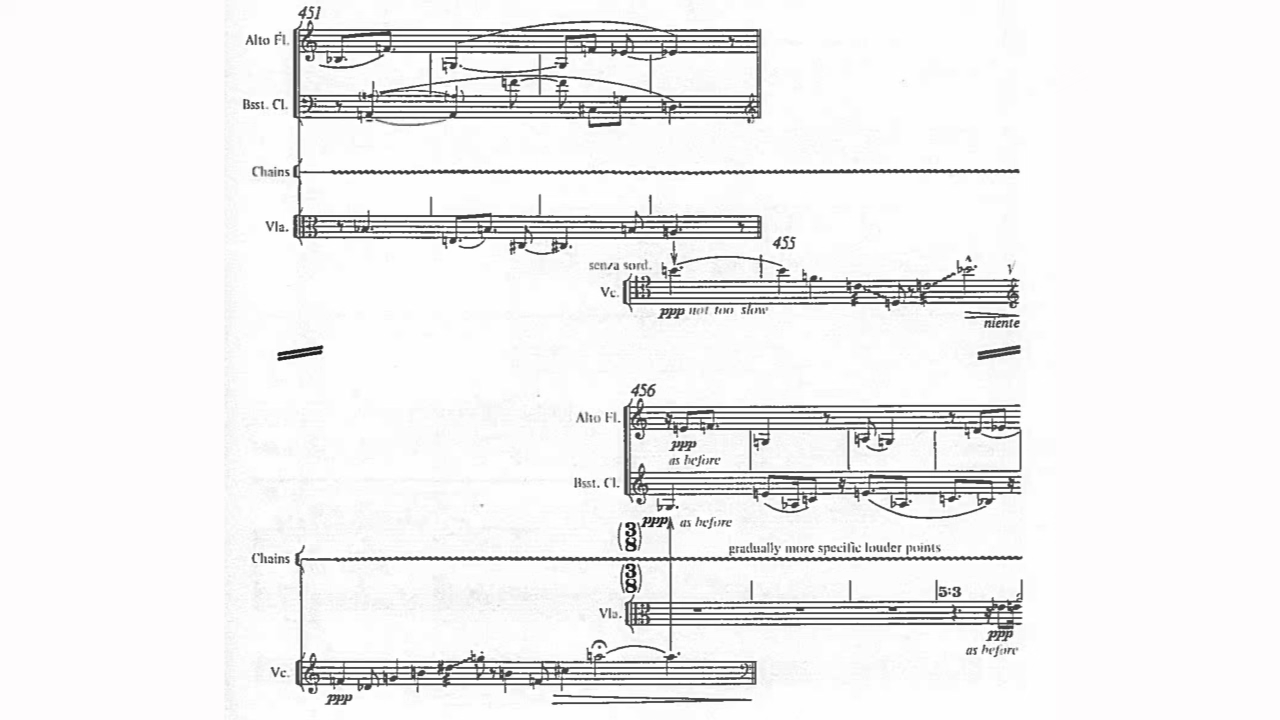 451
Alto Fl.
Bsst. Cl.
Chains
Vla.
455
senza sord.
Vc.
ppp not too slow
niente
456
Alto Fl.
ppp
as before
Bsst. Cl.
ppp as before
(3/8)
gradually more specific louder points
Chains
(3/8)
5:3
Vla.
ppp
as before
Vc.
ppp